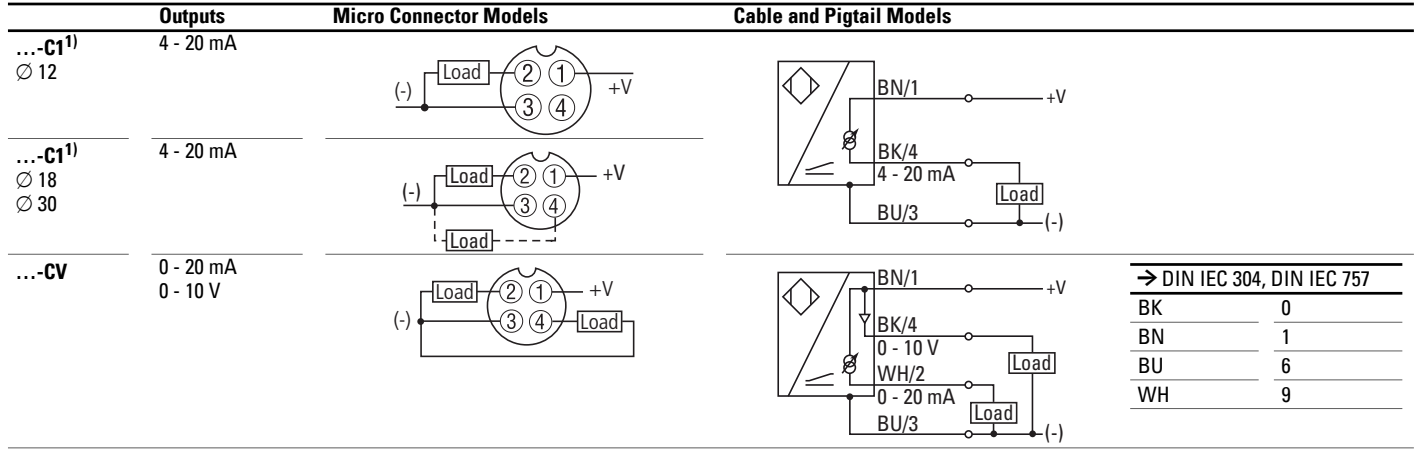 Outputs Micro Connector Models Cable and Pigtail Models
...-C1¹⁾ 4 - 20 mA
∅ 12
Load 2 1
(-) +V
3 4
BN/1 +V
BK/4
4 - 20 mA
Load
BU/3 (-)
...-C1¹⁾ 4 - 20 mA
∅ 18
∅ 30
Load 2 1 +V
(-)
3 4
Load
...-CV 0 - 20 mA
0 - 10 V
Load 2 1 +V
(-) 3 4 Load
BN/1 +V
BK/4
0 - 10 V
Load
WH/2
0 - 20 mA
Load
BU/3 (-)
→ DIN IEC 304, DIN IEC 757
BK 0
BN 1
BU 6
WH 9